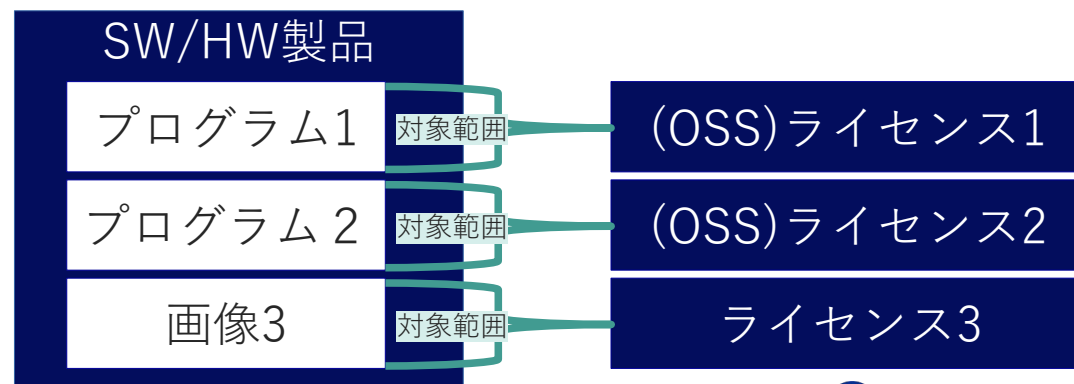 SW/HW製品
プログラム1
対象範囲
(OSS)ライセンス1
プログラム２
対象範囲
(OSS)ライセンス2
画像3
対象範囲
ライセンス3